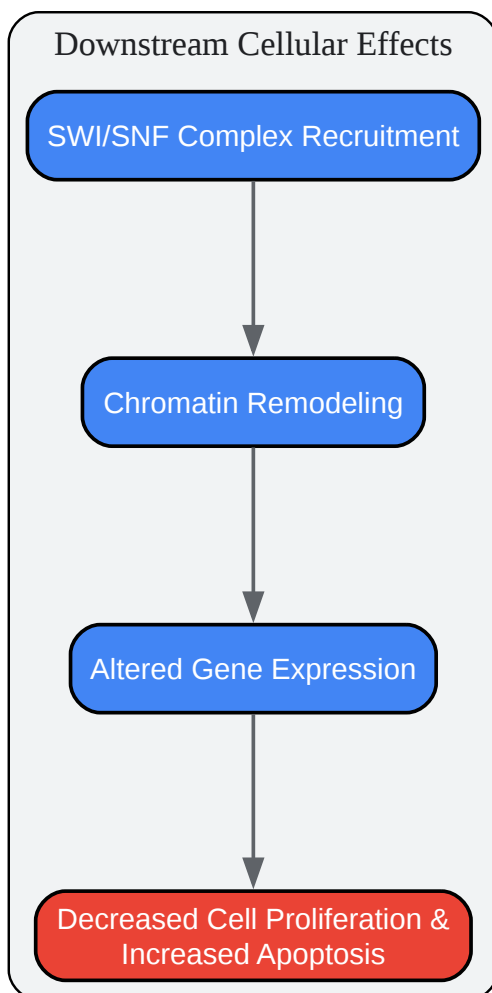 Downstream Cellular Effects
SWI/SNF Complex Recruitment
Chromatin Remodeling
Altered Gene Expression
Decreased Cell Proliferation &
Increased Apoptosis